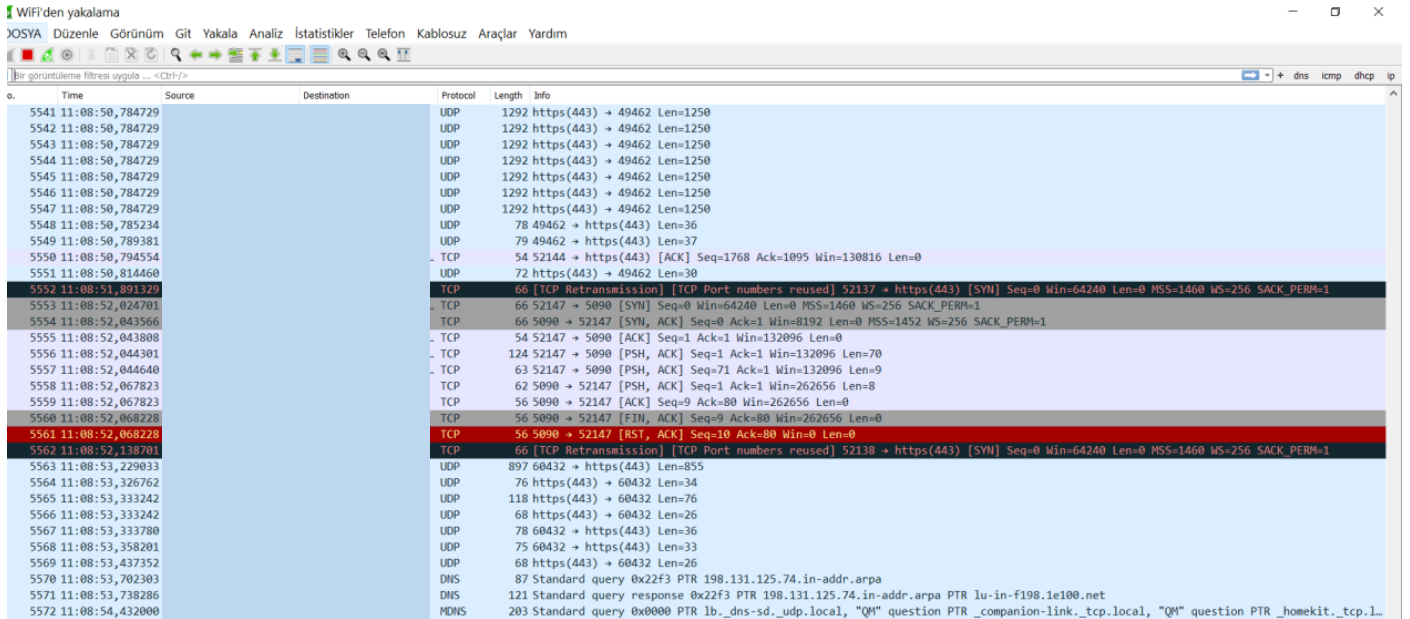 WiFi'den yakalama
DOSYA Düzenle Görünüm Git Yakala Analiz İstatistikler Telefon Kablosuz Araçlar Yardım
Bir görüntüleme filtresi uygula ... <Ctrl-/> + dns icmp dhcp ip
o. Time Source Destination Protocol Length Info
5541 11:08:50,784729 UDP 1292 https(443) → 49462 Len=1250
5542 11:08:50,784729 UDP 1292 https(443) → 49462 Len=1250
5543 11:08:50,784729 UDP 1292 https(443) → 49462 Len=1250
5544 11:08:50,784729 UDP 1292 https(443) → 49462 Len=1250
5545 11:08:50,784729 UDP 1292 https(443) → 49462 Len=1250
5546 11:08:50,784729 UDP 1292 https(443) → 49462 Len=1250
5547 11:08:50,784729 UDP 1292 https(443) → 49462 Len=1250
5548 11:08:50,785234 UDP 78 49462 → https(443) Len=36
5549 11:08:50,789381 UDP 79 49462 → https(443) Len=37
5550 11:08:50,794554 TCP 54 52144 → https(443) [ACK] Seq=1768 Ack=1095 Win=130816 Len=0
5551 11:08:50,814460 UDP 72 https(443) → 49462 Len=30
5552 11:08:51,891329 TCP 66 [TCP Retransmission] [TCP Port numbers reused] 52137 → https(443) [SYN] Seq=0 Win=64240 Len=0 MSS=1460 WS=256 SACK_PERM=1
5553 11:08:52,024701 TCP 66 52147 → 5090 [SYN] Seq=0 Win=64240 Len=0 MSS=1460 WS=256 SACK_PERM=1
5554 11:08:52,043566 TCP 66 5090 → 52147 [SYN, ACK] Seq=0 Ack=1 Win=8192 Len=0 MSS=1452 WS=256 SACK_PERM=1
5555 11:08:52,043808 TCP 54 52147 → 5090 [ACK] Seq=1 Ack=1 Win=132096 Len=0
5556 11:08:52,044301 TCP 124 52147 → 5090 [PSH, ACK] Seq=1 Ack=1 Win=132096 Len=70
5557 11:08:52,044640 TCP 63 52147 → 5090 [PSH, ACK] Seq=71 Ack=1 Win=132096 Len=9
5558 11:08:52,067823 TCP 62 5090 → 52147 [PSH, ACK] Seq=1 Ack=1 Win=262656 Len=8
5559 11:08:52,067823 TCP 56 5090 → 52147 [ACK] Seq=9 Ack=80 Win=262656 Len=0
5560 11:08:52,068228 TCP 56 5090 → 52147 [FIN, ACK] Seq=9 Ack=80 Win=262656 Len=0
5561 11:08:52,068228 TCP 56 5090 → 52147 [RST, ACK] Seq=10 Ack=80 Win=0 Len=0
5562 11:08:52,138701 TCP 66 [TCP Retransmission] [TCP Port numbers reused] 52138 → https(443) [SYN] Seq=0 Win=64240 Len=0 MSS=1460 WS=256 SACK_PERM=1
5563 11:08:53,229033 UDP 897 60432 → https(443) Len=855
5564 11:08:53,326762 UDP 76 https(443) → 60432 Len=34
5565 11:08:53,333242 UDP 118 https(443) → 60432 Len=76
5566 11:08:53,333242 UDP 68 https(443) → 60432 Len=26
5567 11:08:53,333780 UDP 78 60432 → https(443) Len=36
5568 11:08:53,358201 UDP 75 60432 → https(443) Len=33
5569 11:08:53,437352 UDP 68 https(443) → 60432 Len=26
5570 11:08:53,702303 DNS 87 Standard query 0x22f3 PTR 198.131.125.74.in-addr.arpa
5571 11:08:53,738286 DNS 121 Standard query response 0x22f3 PTR 198.131.125.74.in-addr.arpa PTR lu-in-f198.1e100.net
5572 11:08:54,432000 MDNS 203 Standard query 0x0000 PTR lb._dns-sd._udp.local, "QM" question PTR _companion-link._tcp.local, "QM" question PTR _homekit._tcp.l…